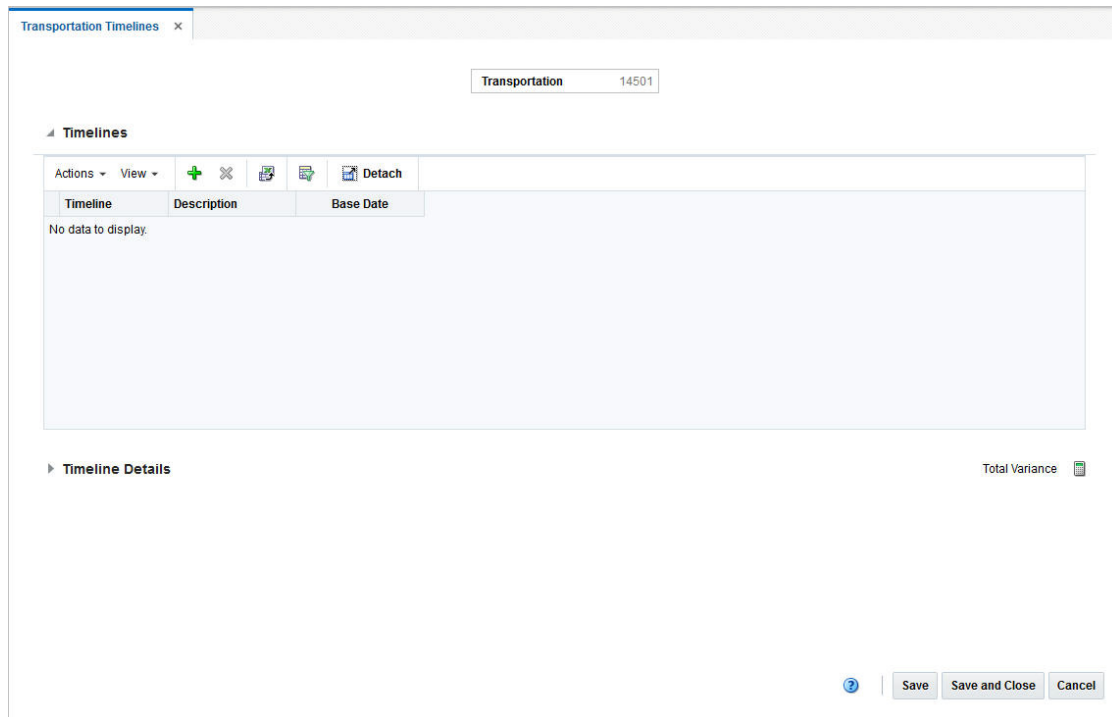 Transportation Timelines
Transportation 14501
Timelines
Actions View Detach
Timeline Description Base Date
No data to display.
Timeline Details Total Variance
Save Save and Close Cancel